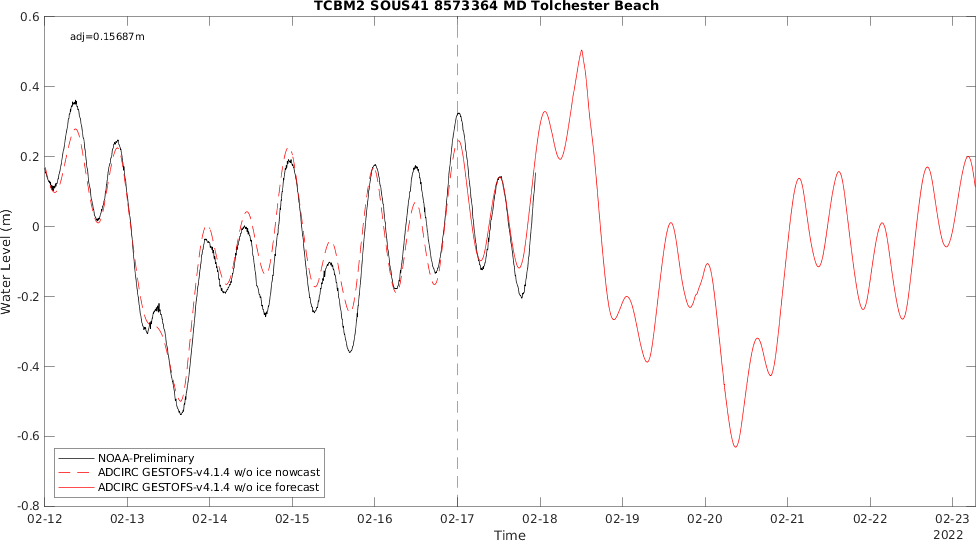 TCBM2 SOUS41 8573364 MD Tolchester Beach
adj=0.15687m
0.6
0.4
0.2
0
-0.2
-0.4
-0.6
-0.8
Water Level (m)
NOAA-Preliminary
ADCIRC GESTOFS-v4.1.4 w/o ice nowcast
ADCIRC GESTOFS-v4.1.4 w/o ice forecast
02-12 02-13 02-14 02-15 02-16 02-17 02-18 02-19 02-20 02-21 02-22 02-23
Time
2022